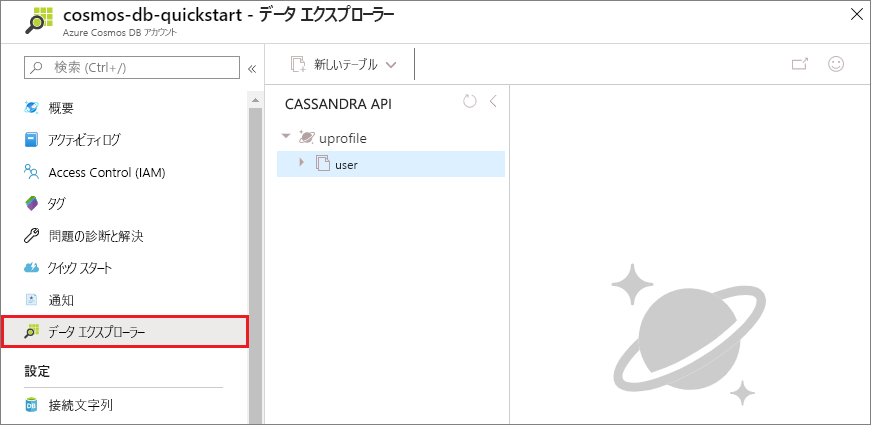 cosmos-db-quickstart - データ エクスプローラー
Azure Cosmos DB アカウント
検索 (Ctrl+/)
概要
アクティビティ ログ
Access Control (IAM)
タグ
問題の診断と解決
クイック スタート
通知
データ エクスプローラー
設定
接続文字列
新しいテーブル
CASSANDRA API
uprofile
user